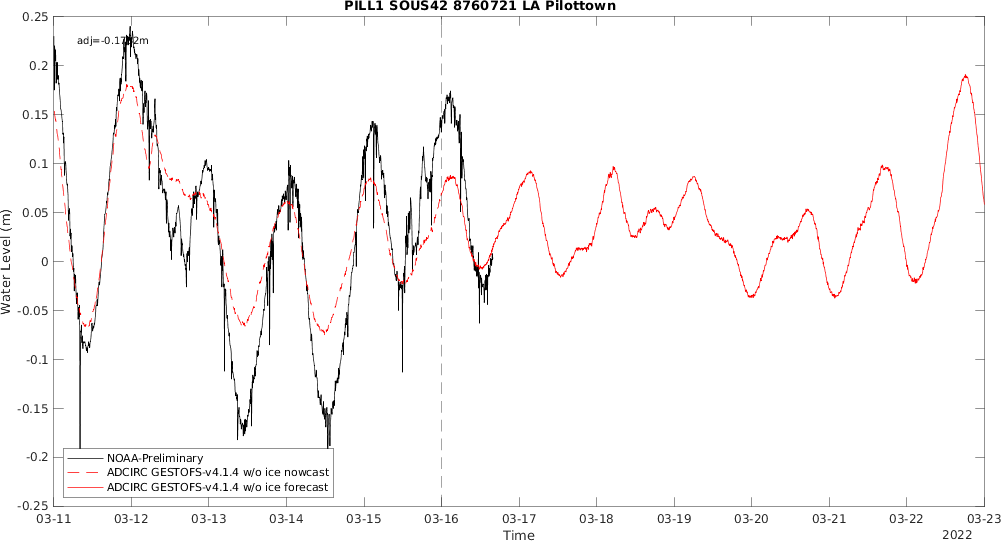 PILL1 SOUS42 8760721 LA Pilottown
0.25
0.2
0.15
0.1
0.05
0
-0.05
-0.1
-0.15
-0.2
-0.25
Water Level (m)
NOAA-Preliminary
ADCIRC GESTOFS-v4.1.4 w/o ice nowcast
ADCIRC GESTOFS-v4.1.4 w/o ice forecast
03-11 03-12 03-13 03-14 03-15 03-16 03-17 03-18 03-19 03-20 03-21 03-22 03-23
Time
2022